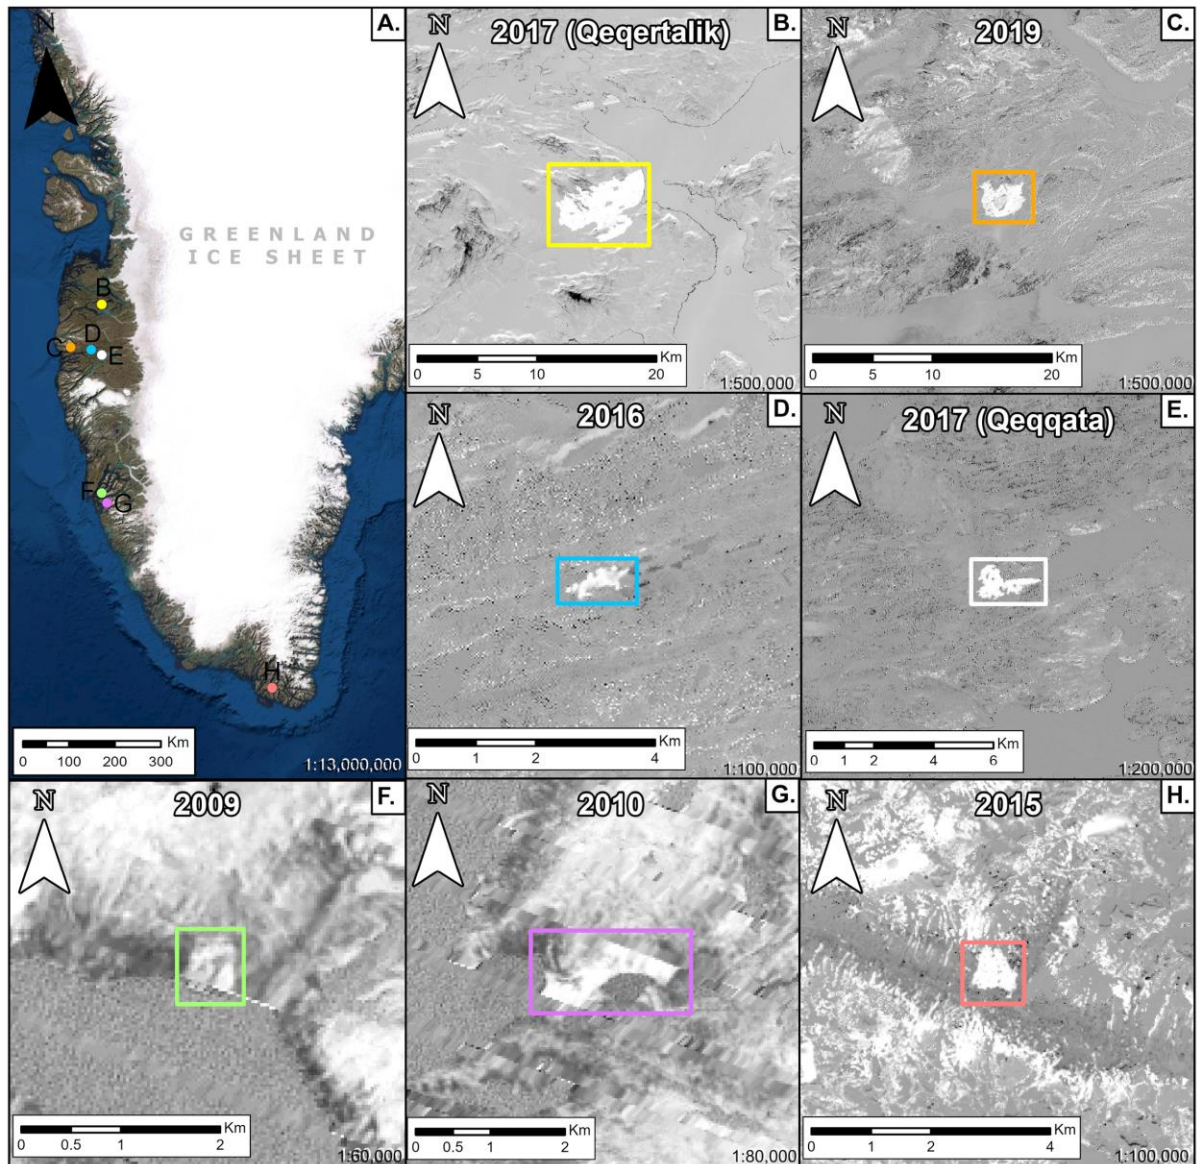 N
A.
GREENLAND
ICE SHEET
B
D
C
E
F
G
H
Km
0 100 200 300
1:13,000,000
N
2017 (Qeqertalik)
B.
Km
0 5 10 20
1:500,000
N
2019
C.
Km
0 5 10 20
1:500,000
N
2016
D.
Km
0 1 2 4
1:100,000
N
2017 (Qeqqata)
E.
Km
0 1 2 4 6
1:200,000
N
2009
F.
Km
0 0.5 1 2
1:60,000
N
2010
G.
Km
0 0.5 1 2
1:80,000
N
2015
H.
Km
0 1 2 4
1:100,000